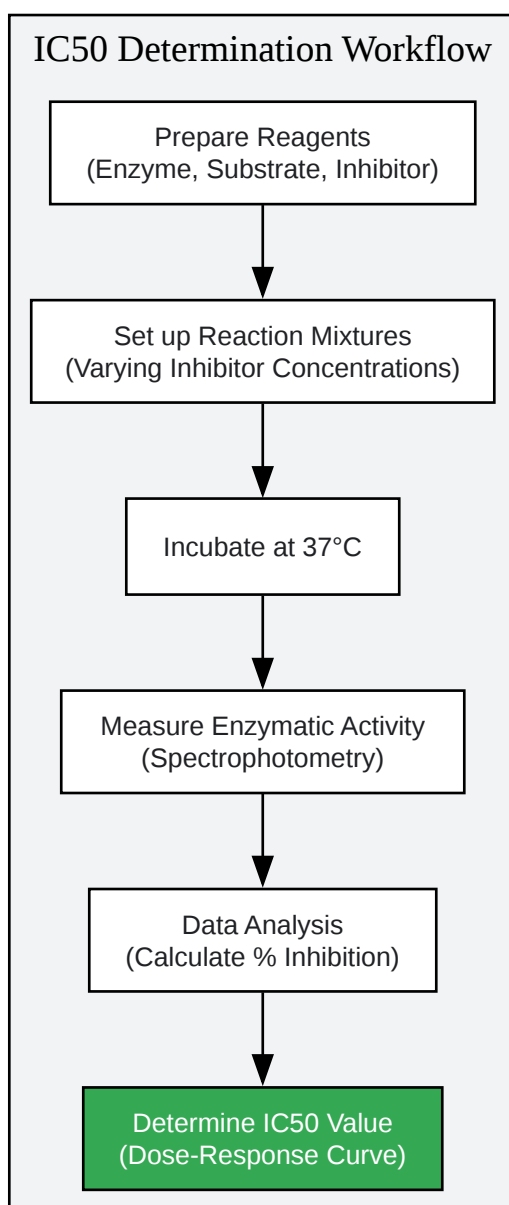 IC50 Determination Workflow
Prepare Reagents
(Enzyme, Substrate, Inhibitor)
Set up Reaction Mixtures
(Varying Inhibitor Concentrations)
Incubate at 37°C
Measure Enzymatic Activity
(Spectrophotometry)
Data Analysis
(Calculate % Inhibition)
Determine IC50 Value
(Dose-Response Curve)